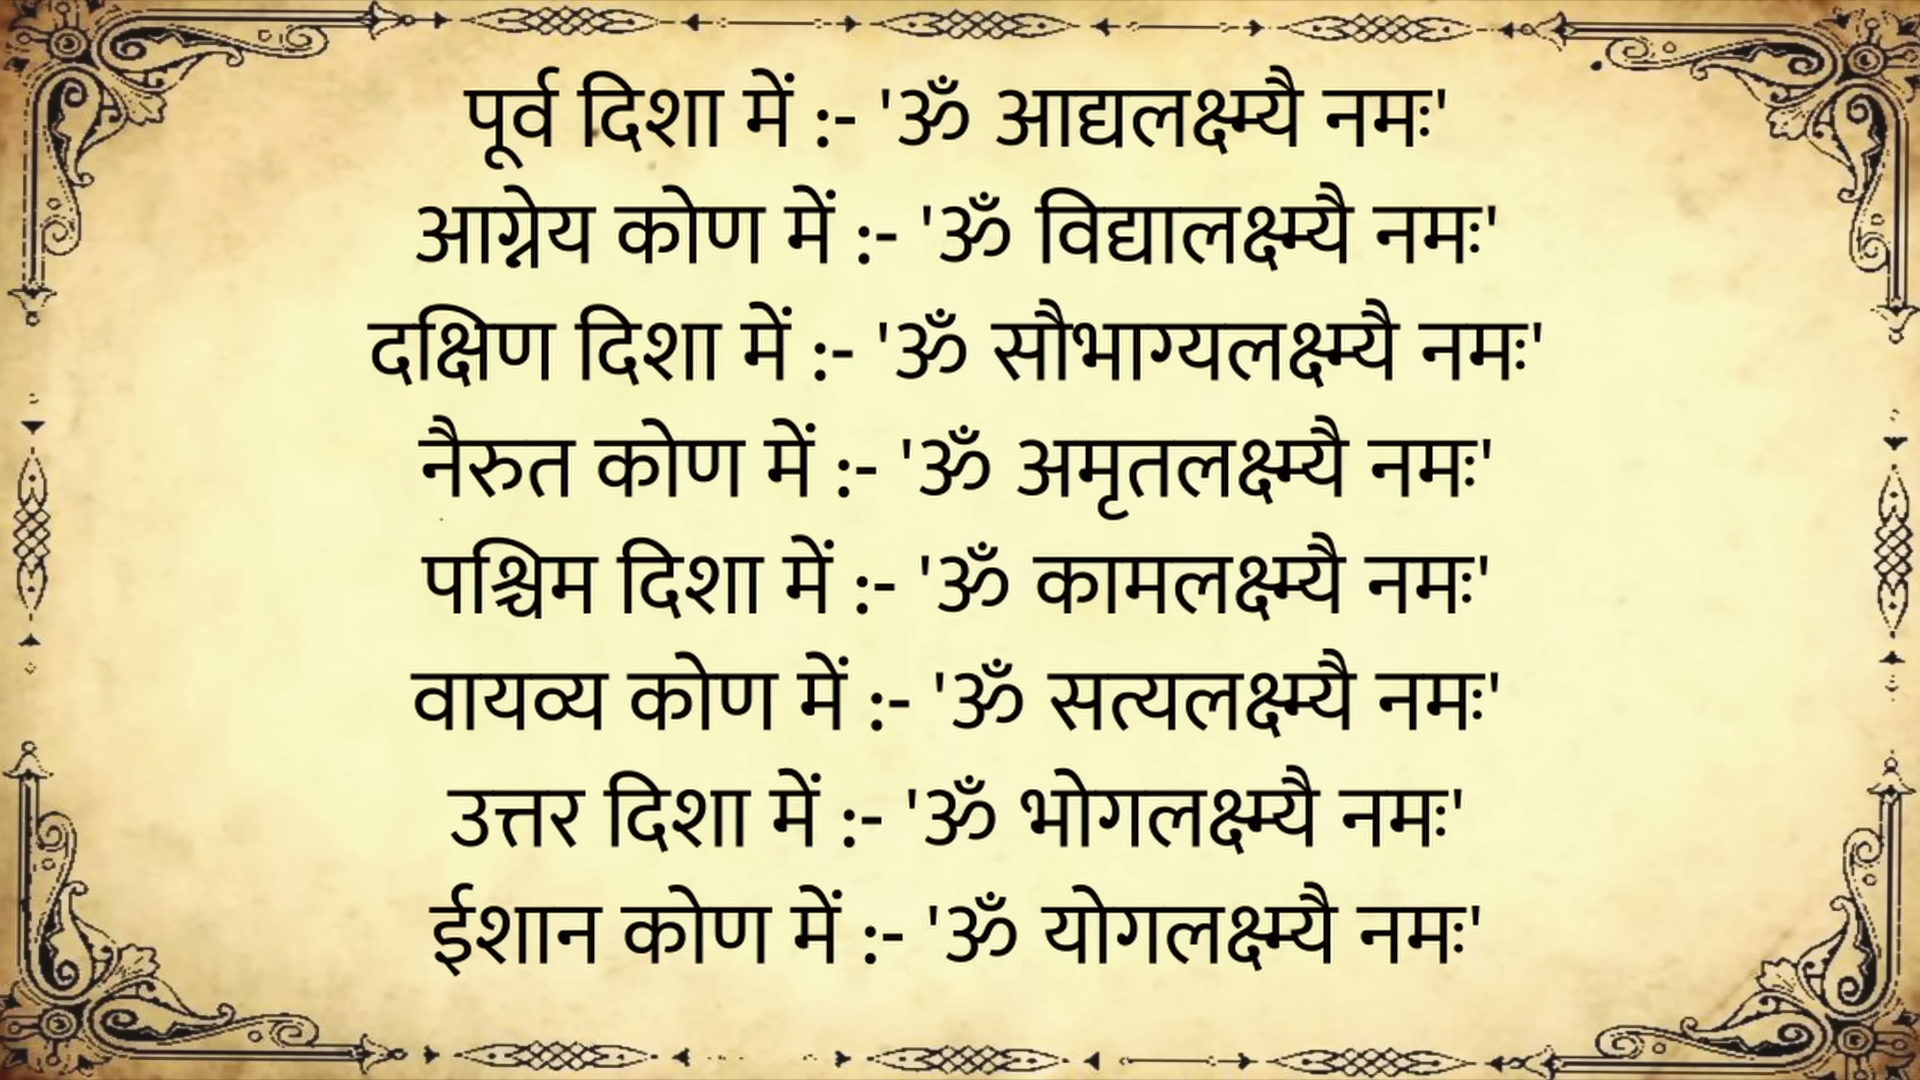 पूर्व दिशा में :- 'ॐ आद्यलक्ष्म्यै नमः'
आग्नेय कोण में :- 'ॐ विद्यालक्ष्म्यै नमः'
दक्षिण दिशा में :- 'ॐ सौभाग्यलक्ष्म्यै नमः'
नैरुत कोण में :- 'ॐ अमृतलक्ष्म्यै नमः'
पश्चिम दिशा में :- 'ॐ कामलक्ष्म्यै नमः'
वायव्य कोण में :- 'ॐ सत्यलक्ष्म्यै नमः'
उत्तर दिशा में :- 'ॐ भोगलक्ष्म्यै नमः'
ईशान कोण में :- 'ॐ योगलक्ष्म्यै नमः'